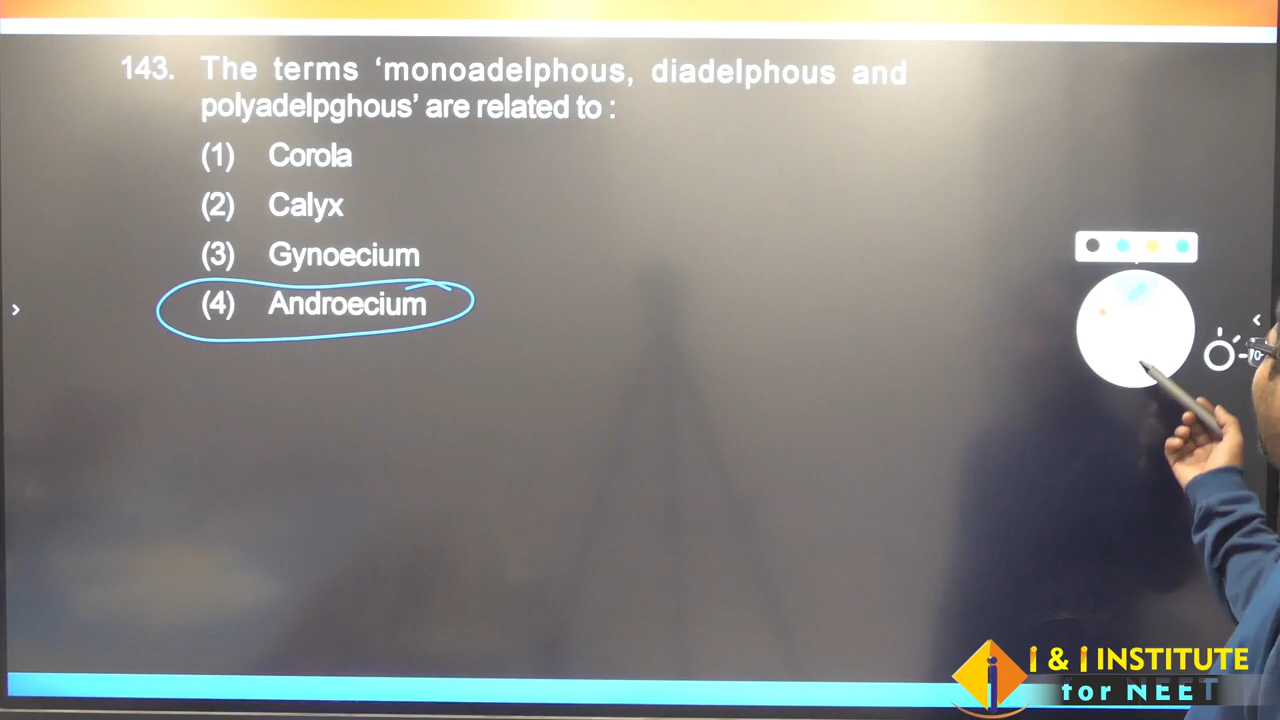 143. The terms ‘monoadelphous, diadelphous and
polyadelpghous’ are related to :
(1) Corola
(2) Calyx
(3) Gynoecium
(4) Androecium
i & i INSTITUTE
for NEET